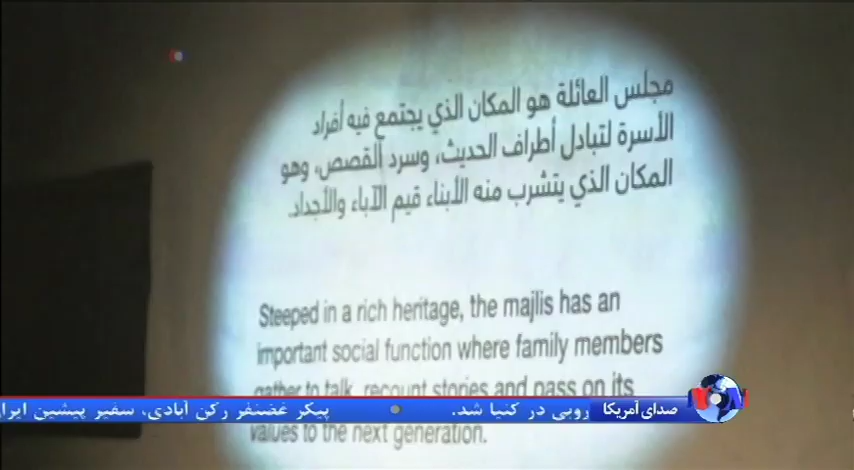 مجلس العائلة هو المكان الذي يجتمع فيه أفراد
الأسرة لتبادل أطراف الحديث، وسرد القصص، وهو
المكان الذي يتشرب منه الأبناء قيم الآباء والأجداد.
Steeped in a rich heritage, the majlis has an
important social function where family members
gather to talk, recount stories and pass on its
values to the next generation.
صدای آمریکا
روبی در کنیا شد. پیکر غضنفر رکن آبادی، سفیر پیشین ایرا
VOA